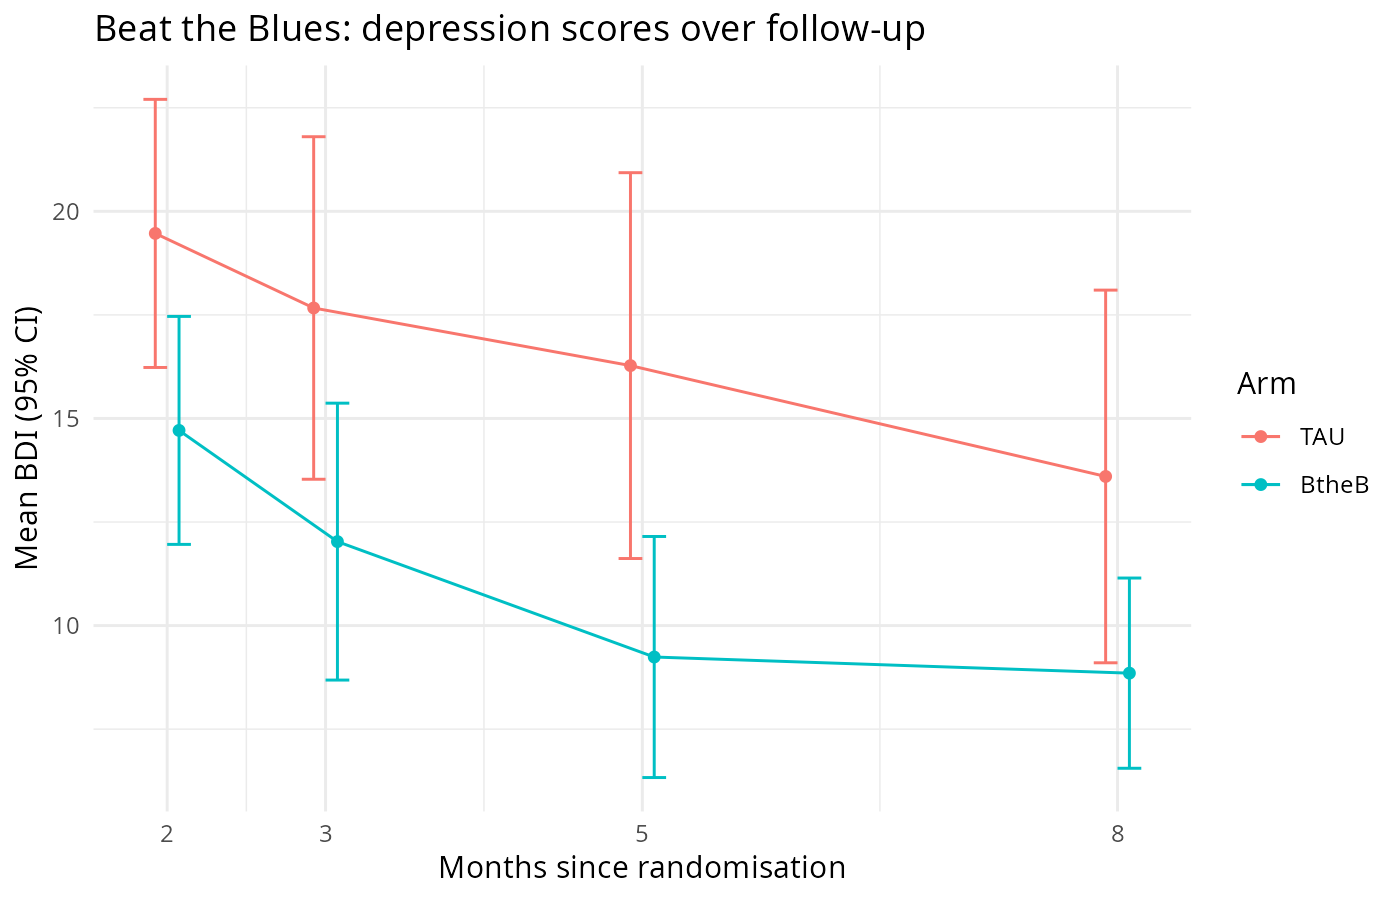 Beat the Blues: depression scores over follow-up
Mean BDI (95% CI)
20
15
10
2 3 5 8
Months since randomisation
Arm
TAU
BtheB